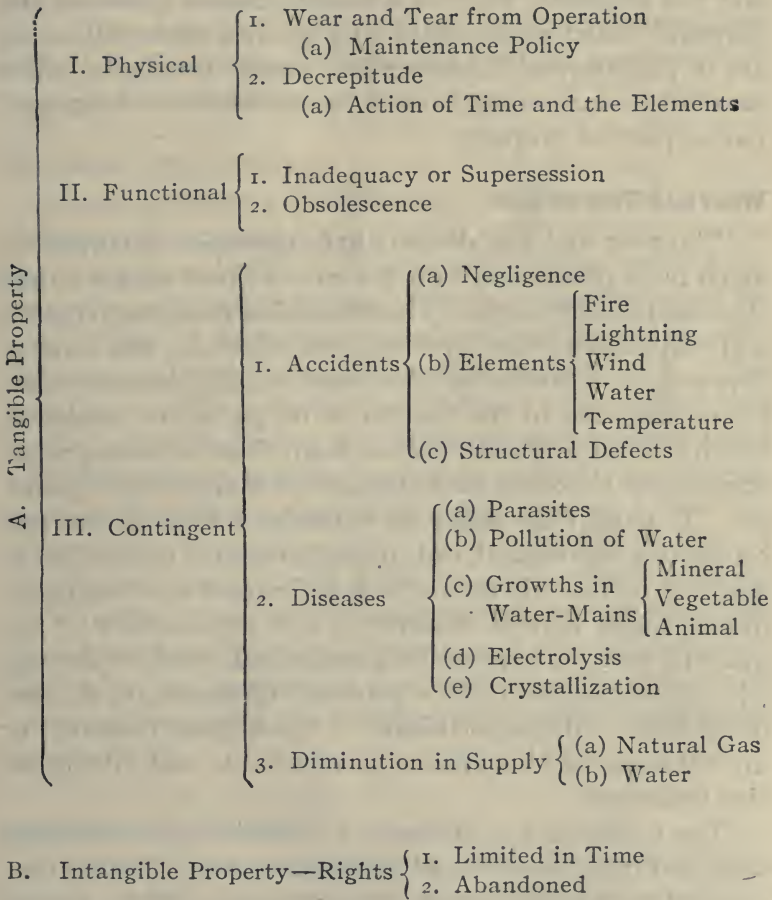 A. Tangible Property
I. Physical
1. Wear and Tear from Operation
(a) Maintenance Policy
2. Decrepitude
(a) Action of Time and the Elements
II. Functional
1. Inadequacy or Supersession
2. Obsolescence
III. Contingent
1. Accidents
(a) Negligence
(b) Elements
Fire
Lightning
Wind
Water
Temperature
(c) Structural Defects
2. Diseases
(a) Parasites
(b) Pollution of Water
(c) Growths in
Water-Mains
Mineral
Vegetable
Animal
(d) Electrolysis
(e) Crystallization
3. Diminution in Supply
(a) Natural Gas
(b) Water
B. Intangible Property—Rights
1. Limited in Time
2. Abandoned